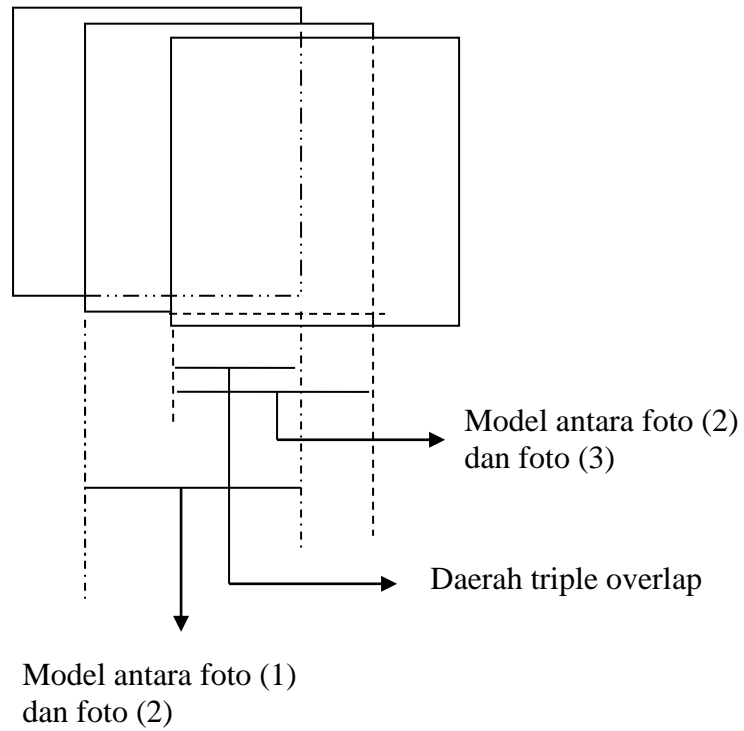 Model antara foto (2)
dan foto (3)
Daerah triple overlap
Model antara foto (1)
dan foto (2)